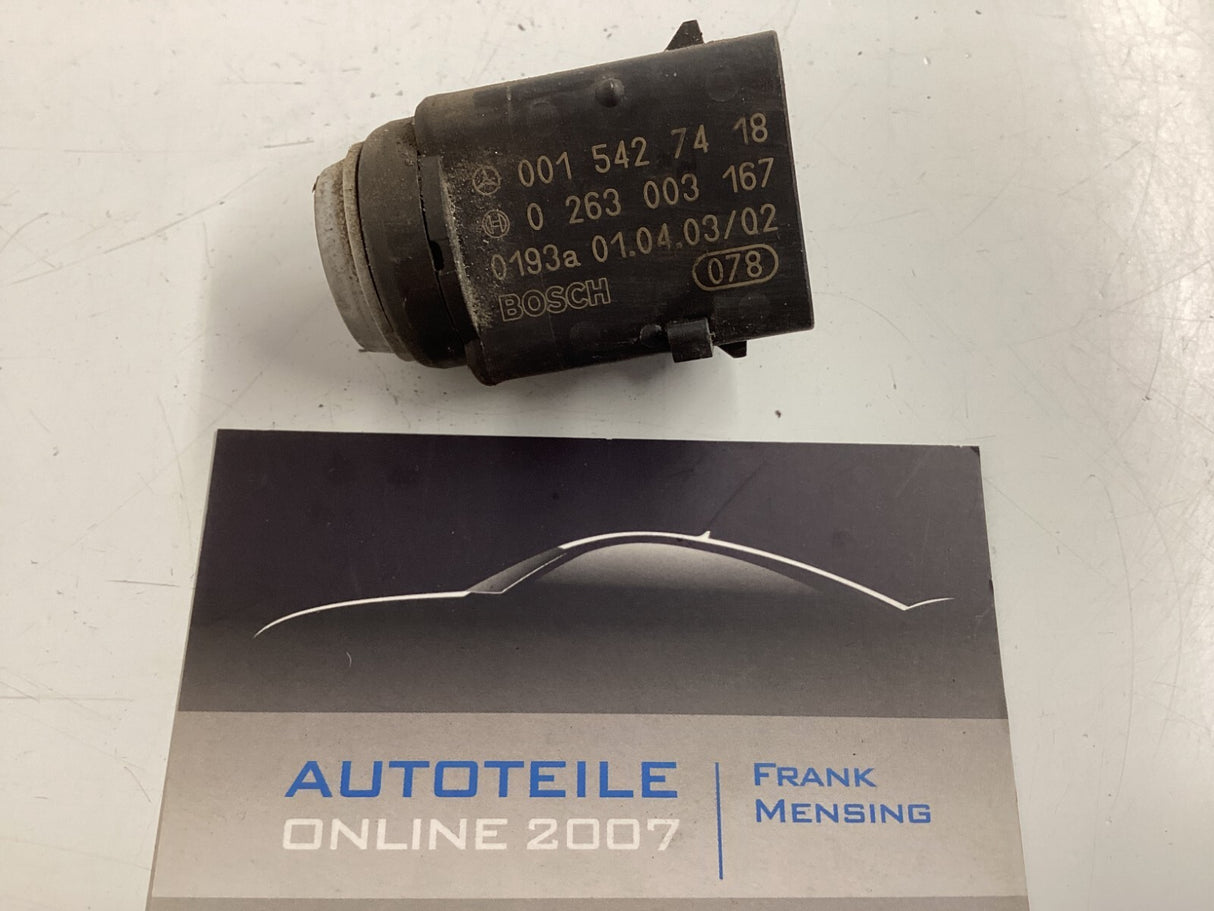 001 542 74 18
0 263 003 167
0193a 01.04.03/02
BOSCH 078
AUTOTEILE
ONLINE 2007
FRANK
MENSING